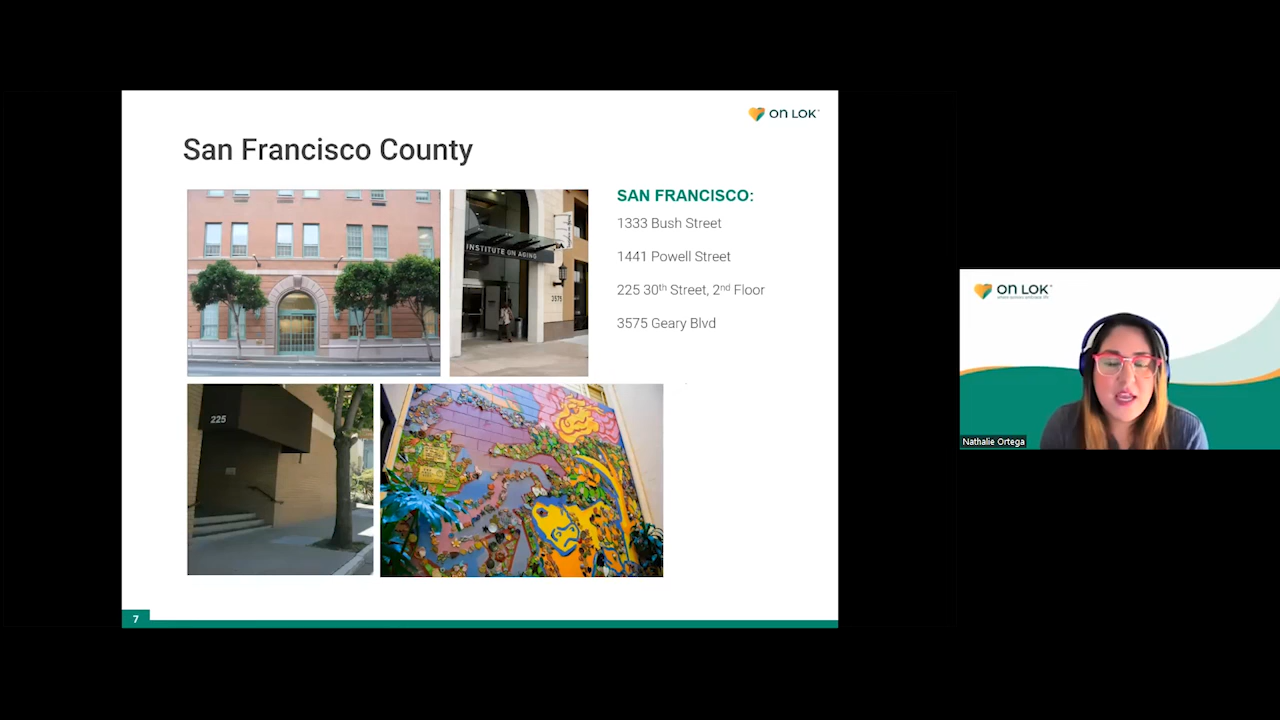 ON LOK
San Francisco County
SAN FRANCISCO:
1333 Bush Street
1441 Powell Street
225 30th Street, 2nd Floor
3575 Geary Blvd
INSTITUTE ON AGING
3575
225
7
ON LOK
Nathalie Ortega